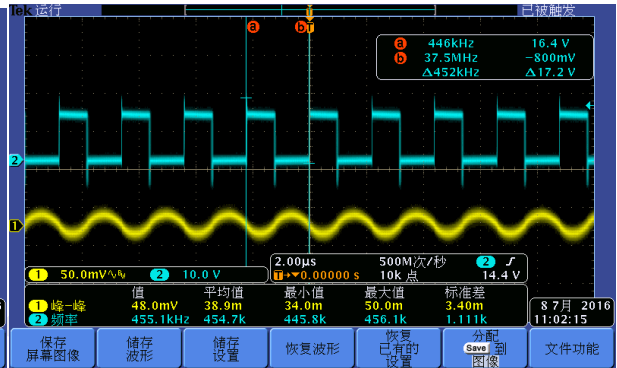 Tek 运行 已被触发
T
a b T
a 446kHz 16.4 V
b 37.5MHz −800mV
Δ452kHz Δ17.2 V
2
1
1 50.0mV 2 10.0 V
2.00μs 500M次/秒 2
T→▼0.00000 s 10k 点 14.4 V
值 平均值 最小值 最大值 标准差
1 峰−峰 48.0mV 38.9m 34.0m 50.0m 3.40m
2 频率 455.1kHz 454.7k 445.8k 456.1k 1.111k
8 7月 2016
11:02:15
保存
屏幕图像
储存
波形
储存
设置
恢复波形
恢复
已有的
设置
分配
Save 到
图像
文件功能